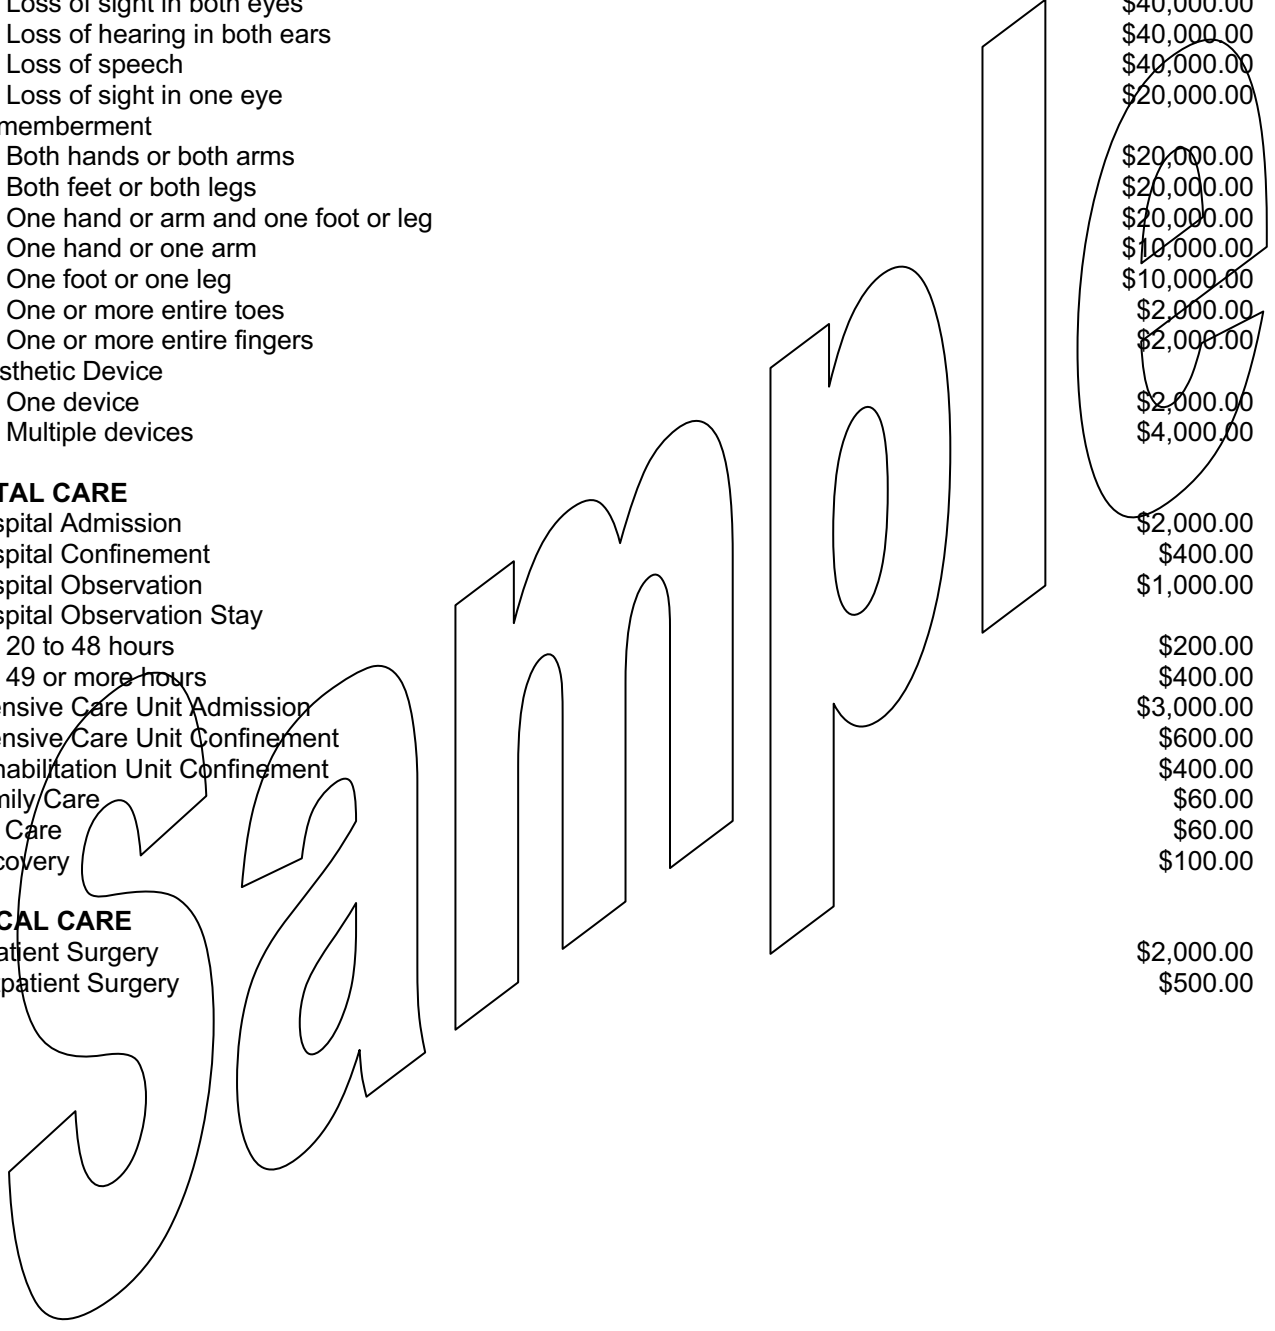 Loss of sight in both eyes $40,000.00
Loss of hearing in both ears $40,000.00
Loss of speech $40,000.00
Loss of sight in one eye $20,000.00
memberment
Both hands or both arms $20,000.00
Both feet or both legs $20,000.00
One hand or arm and one foot or leg $20,000.00
One hand or one arm $10,000.00
One foot or one leg $10,000.00
One or more entire toes $2,000.00
One or more entire fingers $2,000.00
sthetic Device
One device $2,000.00
Multiple devices $4,000.00
TAL CARE
spital Admission $2,000.00
spital Confinement $400.00
spital Observation $1,000.00
spital Observation Stay
20 to 48 hours $200.00
49 or more hours $400.00
ensive Care Unit Admission $3,000.00
ensive Care Unit Confinement $600.00
habilitation Unit Confinement $400.00
mily Care $60.00
Care $60.00
covery $100.00
CAL CARE
atient Surgery $2,000.00
tpatient Surgery $500.00
Sample